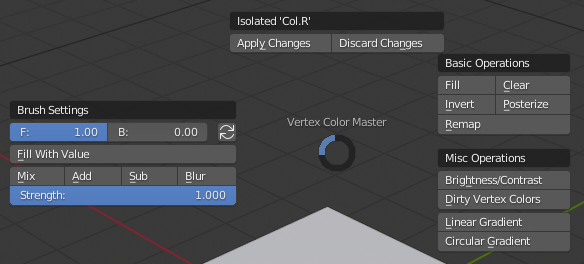 Isolated 'Col.R'
Apply Changes Discard Changes
Basic Operations
Fill Clear
Invert Posterize
Remap
Brush Settings
F: 1.00 B: 0.00
Fill With Value
Mix Add Sub Blur
Strength: 1.000
Vertex Color Master
Misc Operations
Brightness/Contrast
Dirty Vertex Colors
Linear Gradient
Circular Gradient